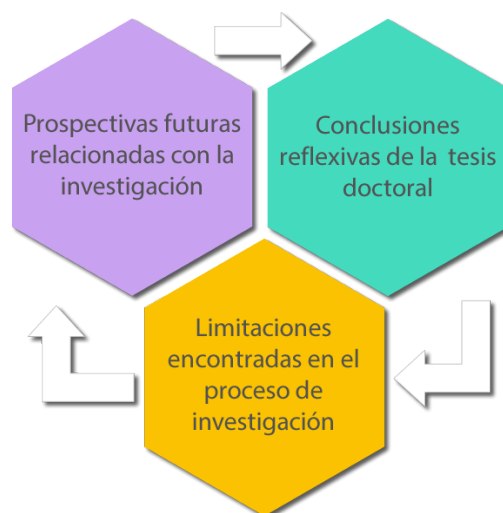 Prospectivas futuras
relacionadas con la
investigación
Conclusiones
reflexivas de la tesis
doctoral
Limitaciones
encontradas en el
proceso de
investigación